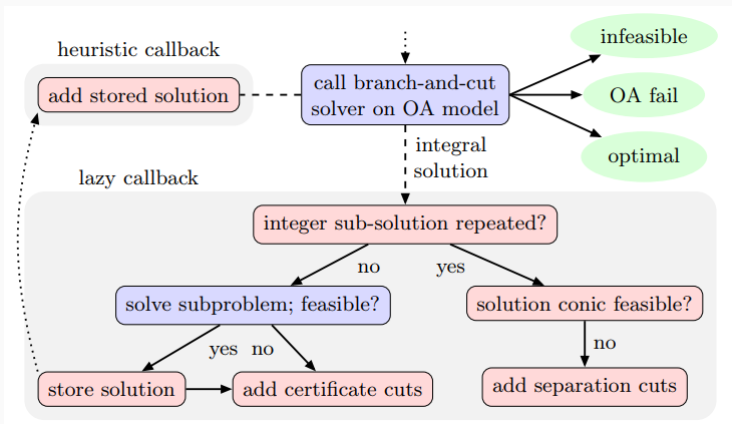 heuristic callback
add stored solution
call branch-and-cut
solver on OA model
infeasible
OA fail
optimal
integral
solution
lazy callback
integer sub-solution repeated?
no
yes
solve subproblem; feasible?
solution conic feasible?
yes
no
no
store solution
add certificate cuts
add separation cuts